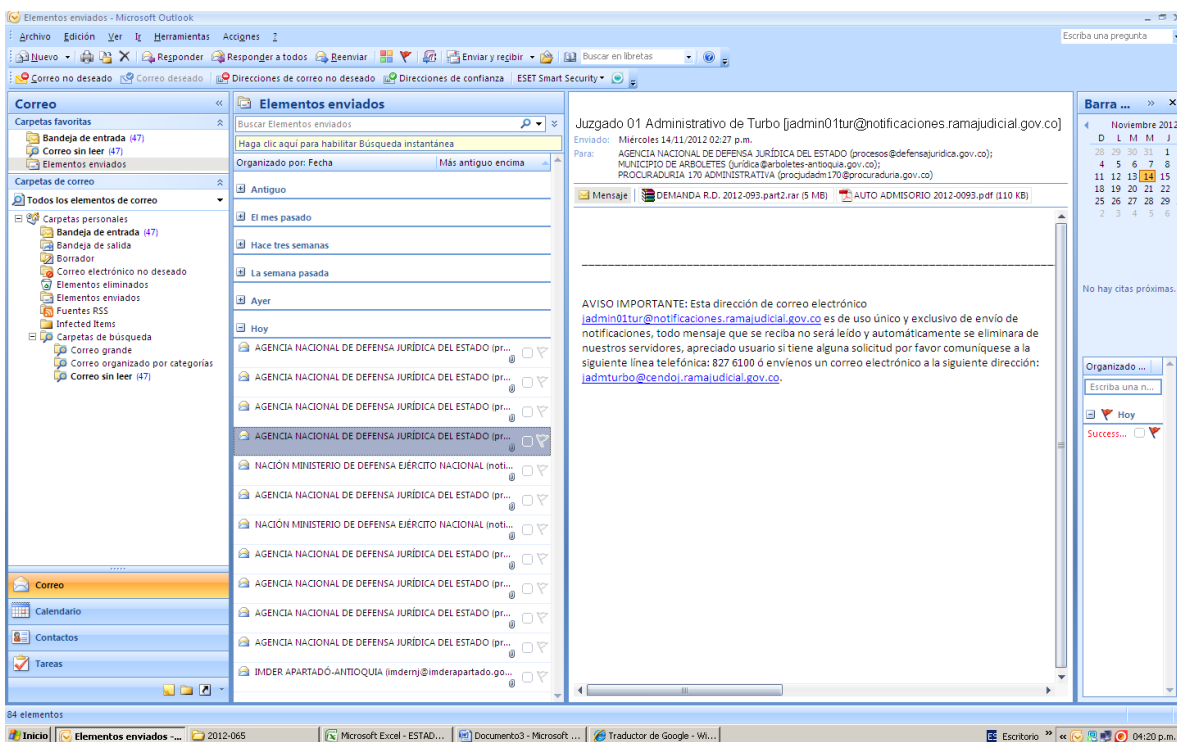 Elementos enviados - Microsoft Outlook
Archivo Edición Ver Ir Herramientas Acciones ?
Escriba una pregunta
Nuevo Responder Responder a todos Reenviar Enviar y recibir Buscar en libretas
Correo no deseado Correo deseado Direcciones de correo no deseado Direcciones de confianza ESET Smart Security
Correo
Carpetas favoritas
Bandeja de entrada (47)
Correo sin leer (47)
Elementos enviados
Carpetas de correo
Todos los elementos de correo
Carpetas personales
Bandeja de entrada (47)
Bandeja de salida
Borrador
Correo electrónico no deseado
Elementos eliminados
Elementos enviados
Fuentes RSS
Infected Items
Carpetas de búsqueda
Correo grande
Correo organizado por categorías
Correo sin leer (47)
Correo
Calendario
Contactos
Tareas
Elementos enviados
Buscar Elementos enviados
Haga clic aquí para habilitar Búsqueda instantánea
Organizado por: Fecha Más antiguo encima
Antiguo
El mes pasado
Hace tres semanas
La semana pasada
Ayer
Hoy
AGENCIA NACIONAL DE DEFENSA JURÍDICA DEL ESTADO (pr...
AGENCIA NACIONAL DE DEFENSA JURÍDICA DEL ESTADO (pr...
AGENCIA NACIONAL DE DEFENSA JURÍDICA DEL ESTADO (pr...
AGENCIA NACIONAL DE DEFENSA JURÍDICA DEL ESTADO (pr...
NACIÓN MINISTERIO DE DEFENSA EJÉRCITO NACIONAL (noti...
AGENCIA NACIONAL DE DEFENSA JURÍDICA DEL ESTADO (pr...
NACIÓN MINISTERIO DE DEFENSA EJÉRCITO NACIONAL (noti...
AGENCIA NACIONAL DE DEFENSA JURÍDICA DEL ESTADO (pr...
AGENCIA NACIONAL DE DEFENSA JURÍDICA DEL ESTADO (pr...
AGENCIA NACIONAL DE DEFENSA JURÍDICA DEL ESTADO (pr...
AGENCIA NACIONAL DE DEFENSA JURÍDICA DEL ESTADO (pr...
IMDER APARTADÓ-ANTIOQUIA (imdernj@imderapartado.go...
Juzgado 01 Administrativo de Turbo [jadmin01tur@notificaciones.ramajudicial.gov.co]
Enviado: Miércoles 14/11/2012 02:27 p.m.
Para: AGENCIA NACIONAL DE DEFENSA JURÍDICA DEL ESTADO (procesos@defensajuridica.gov.co);
MUNICIPIO DE ARBOLETES (jurídica@arboletes-antioquia.gov.co);
PROCURADURIA 170 ADMINISTRATIVA (procjudadm170@procuraduria.gov.co)
Mensaje DEMANDA R.D. 2012-093.part2.rar (5 MB) AUTO ADMISORIO 2012-0093.pdf (110 KB)
AVISO IMPORTANTE: Esta dirección de correo electrónico
jadmin01tur@notificaciones.ramajudicial.gov.co es de uso único y exclusivo de envío de
notificaciones, todo mensaje que se reciba no será leído y automáticamente se eliminara de
nuestros servidores, apreciado usuario si tiene alguna solicitud por favor comuníquese a la
siguiente línea telefónica: 827 6100 ó envíenos un correo electrónico a la siguiente dirección:
jadmturbo@cendoj.ramajudicial.gov.co.
Barra ...
Noviembre 2012
D L M M J
28 29 30 31 1
4 5 6 7 8
11 12 13 14 15
18 19 20 21 22
25 26 27 28 29
2 3 4 5 6
No hay citas próximas.
Organizado ...
Escriba una n...
Hoy
Success...
84 elementos
Inicio Elementos enviados -... 2012-065 Microsoft Excel - ESTAD... Documento3 - Microsoft ... Traductor de Google - Wi... Escritorio 04:20 p.m.